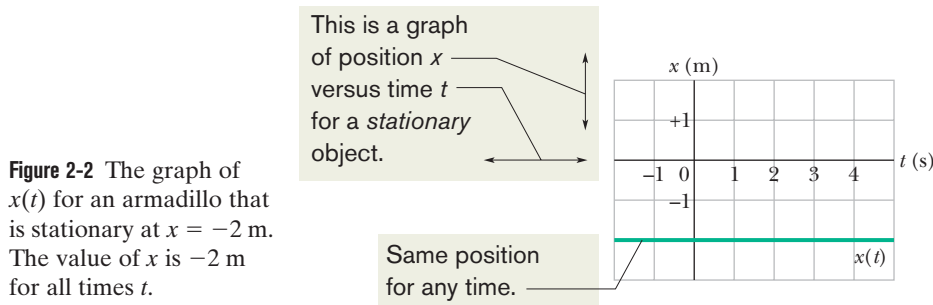 This is a graph
of position x
versus time t
for a stationary
object.
Figure 2-2 The graph of
x(t) for an armadillo that
is stationary at x = −2 m.
The value of x is −2 m
for all times t.
Same position
for any time.
x (m)
+1
t (s)
−1 0 1 2 3 4
−1
x(t)